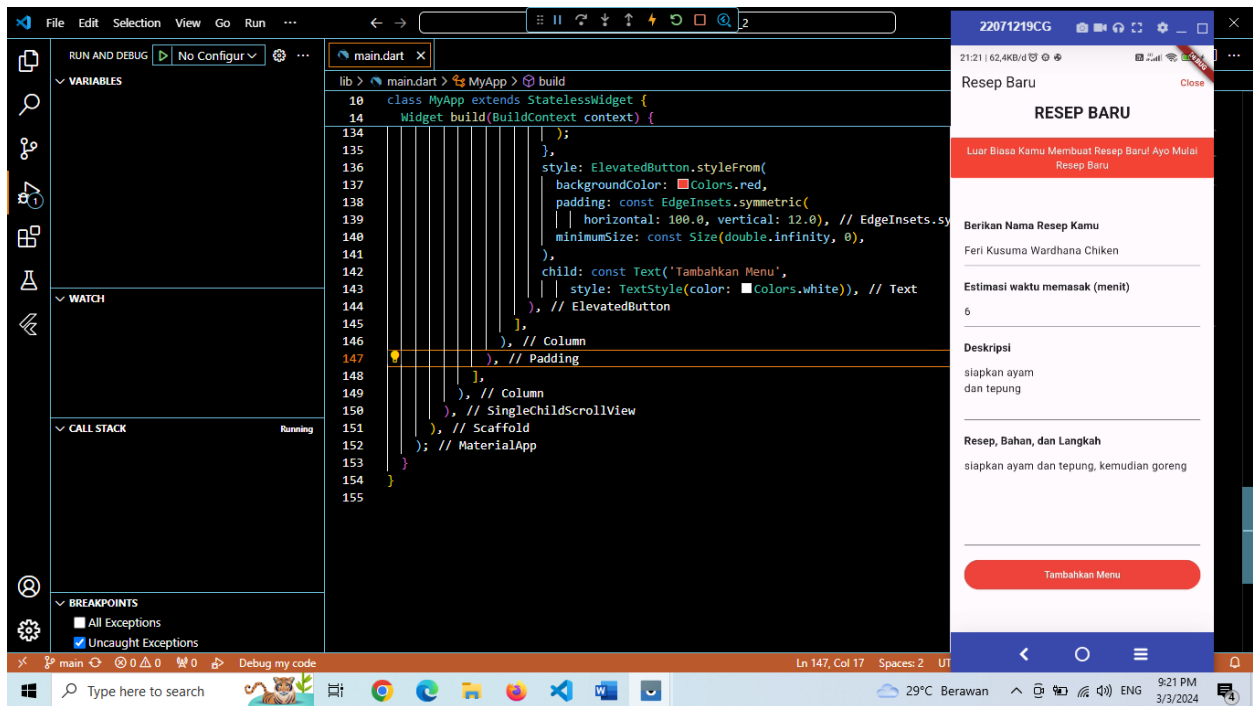 File Edit Selection View Go Run ···
_2
22071219CG
RUN AND DEBUG No Configur
main.dart
VARIABLES
lib > main.dart > MyApp > build
10 class MyApp extends StatelessWidget {
14 Widget build(BuildContext context) {
134 );
135 },
136 style: ElevatedButton.styleFrom(
137 backgroundColor: Colors.red,
138 padding: const EdgeInsets.symmetric(
139 horizontal: 100.0, vertical: 12.0), // EdgeInsets.sy
140 minimumSize: const Size(double.infinity, 0),
141 ),
142 child: const Text('Tambahkan Menu',
143 style: TextStyle(color: Colors.white)), // Text
144 ), // ElevatedButton
145 ],
146 ), // Column
147 ), // Padding
148 ],
149 ), // Column
150 ), // SingleChildScrollView
151 ), // Scaffold
152 ); // MaterialApp
153 }
154 }
155
1
WATCH
CALL STACK Running
BREAKPOINTS
All Exceptions
Uncaught Exceptions
21:21 | 62,4KB/d
Resep Baru Close
RESEP BARU
Luar Biasa Kamu Membuat Resep Baru! Ayo Mulai
Resep Baru
Berikan Nama Resep Kamu
Feri Kusuma Wardhana Chiken
Estimasi waktu memasak (menit)
6
Deskripsi
siapkan ayam
dan tepung
Resep, Bahan, dan Langkah
siapkan ayam dan tepung, kemudian goreng
Tambahkan Menu
main 0 0 0 Debug my code Ln 147, Col 17 Spaces: 2 UT
Type here to search
29°C Berawan
ENG
9:21 PM
3/3/2024
4